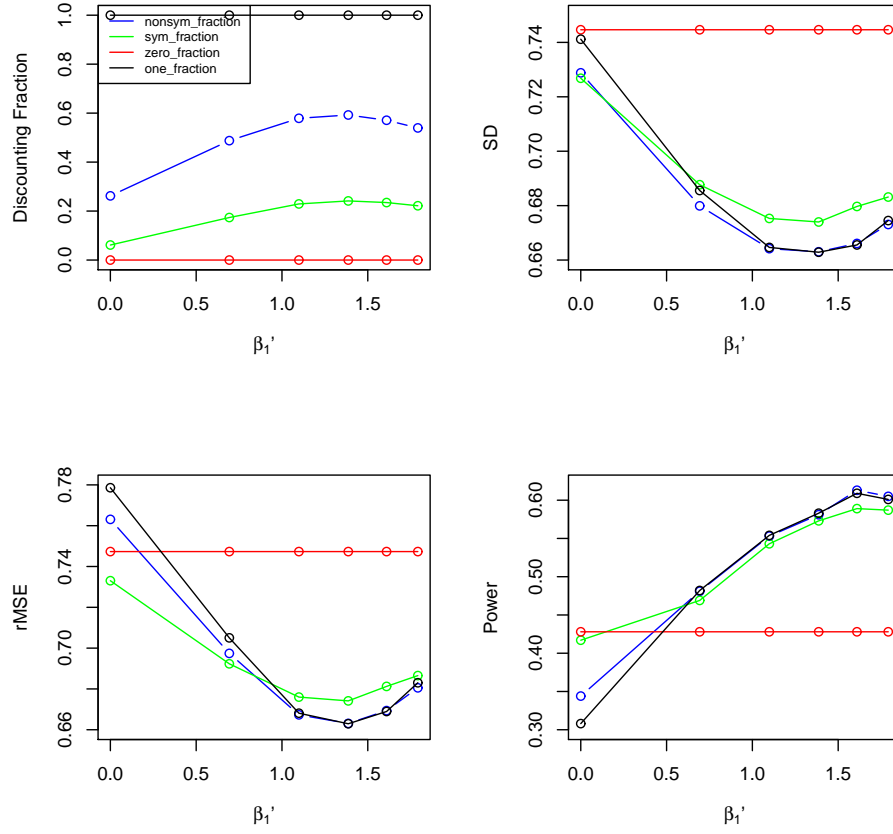 nonsym_fraction
sym_fraction
zero_fraction
one_fraction
Discounting Fraction
1.0
0.8
0.6
0.4
0.2
0.0
0.0 0.5 1.0 1.5
β₁'
SD
0.74
0.72
0.70
0.68
0.66
0.0 0.5 1.0 1.5
β₁'
rMSE
0.78
0.74
0.70
0.66
0.0 0.5 1.0 1.5
β₁'
Power
0.60
0.50
0.40
0.30
0.0 0.5 1.0 1.5
β₁'